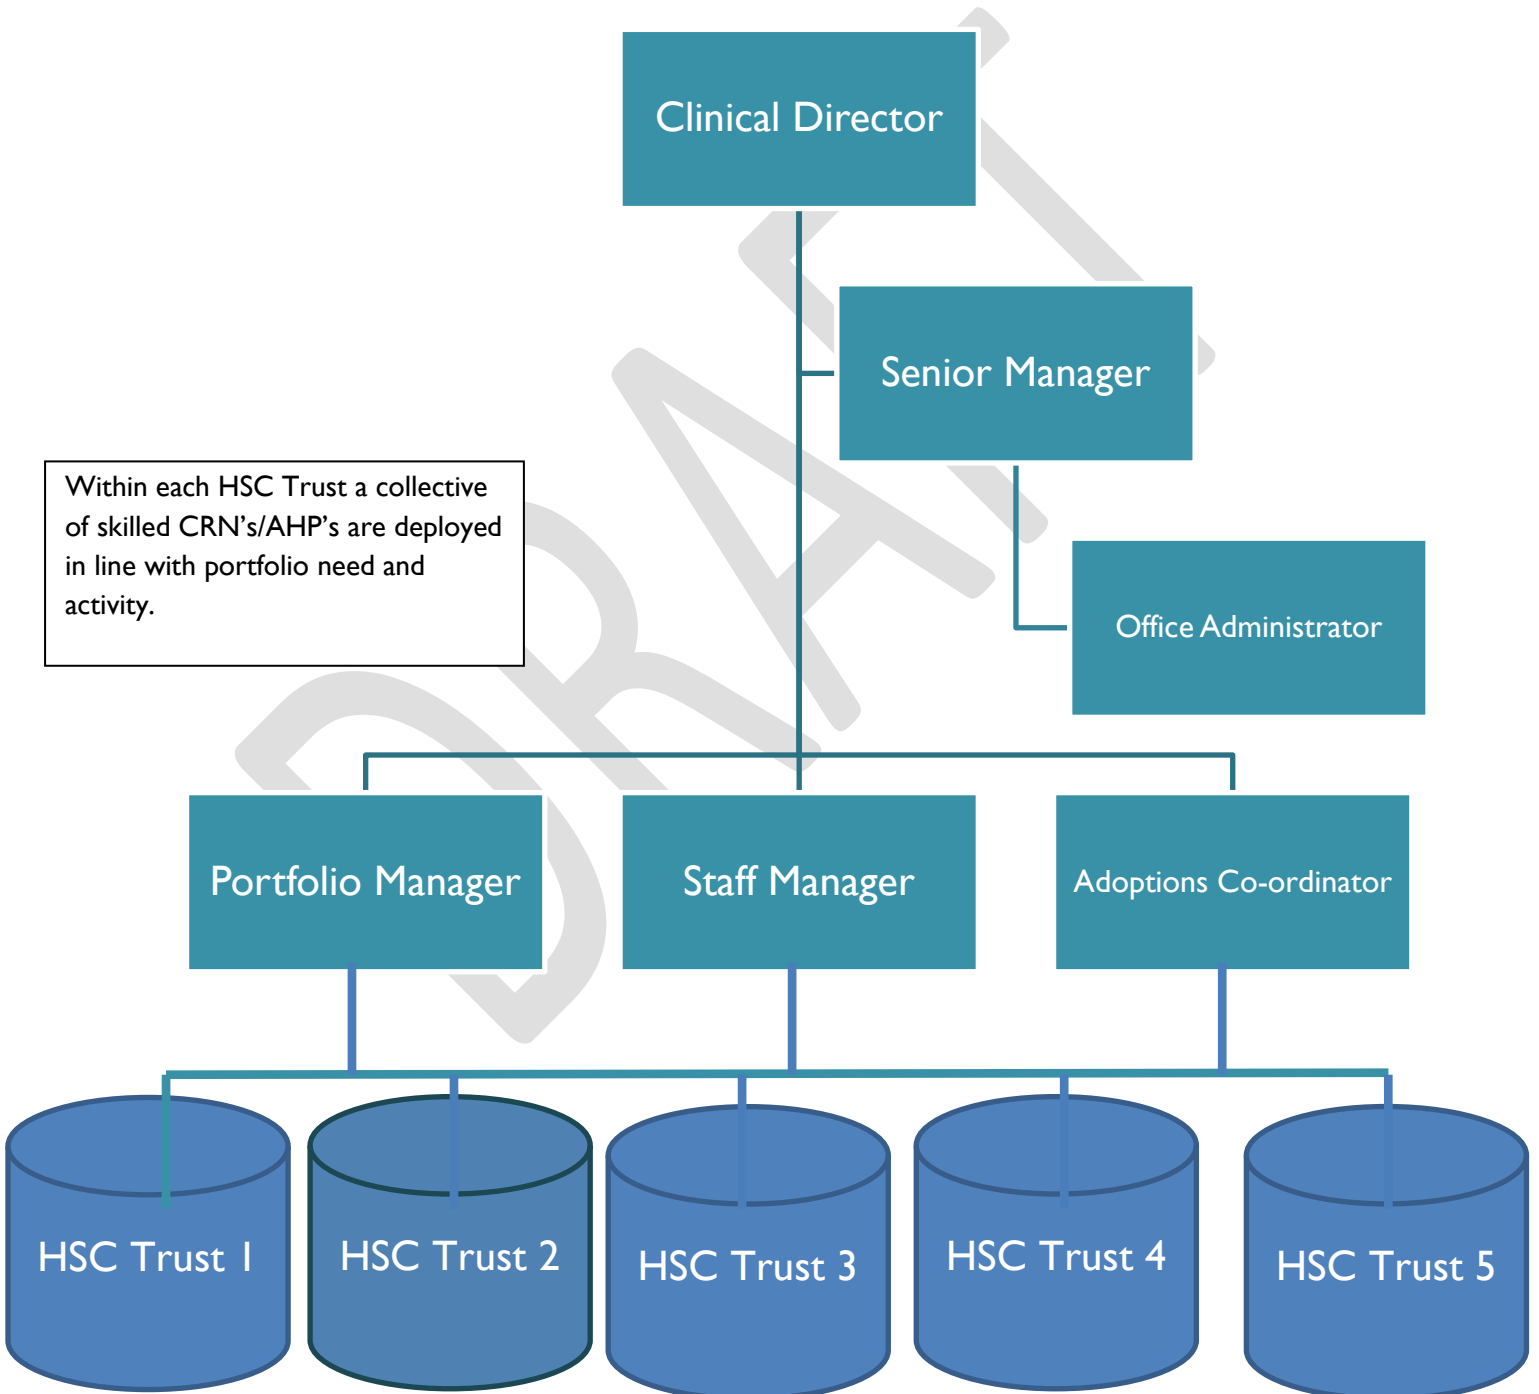 Clinical Director
Senior Manager
Within each HSC Trust a collective
of skilled CRN’s/AHP’s are deployed
in line with portfolio need and
activity.
Office Administrator
Portfolio Manager
Staff Manager
Adoptions Co-ordinator
HSC Trust 1
HSC Trust 2
HSC Trust 3
HSC Trust 4
HSC Trust 5
DRAFT